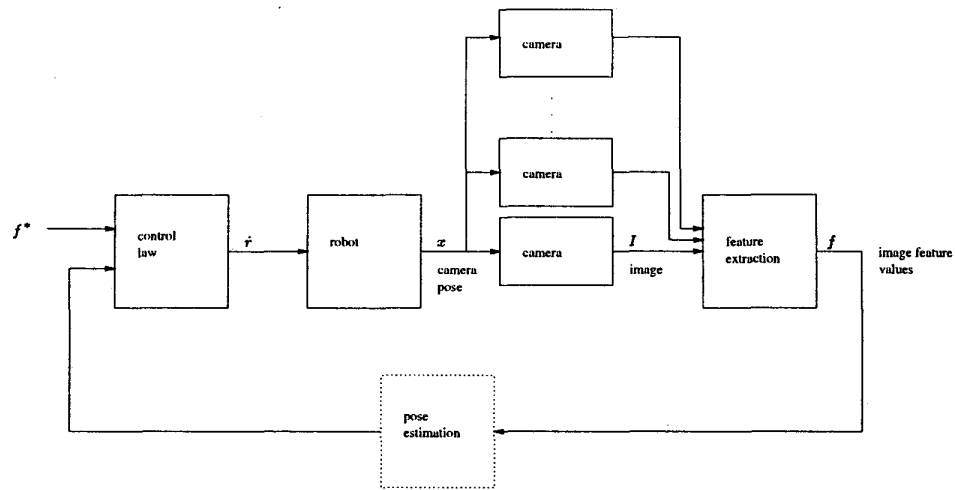 camera
camera
f*
control
law
ṙ
robot
x
camera
pose
camera
I
image
feature
extraction
f
image feature
values
pose
estimation